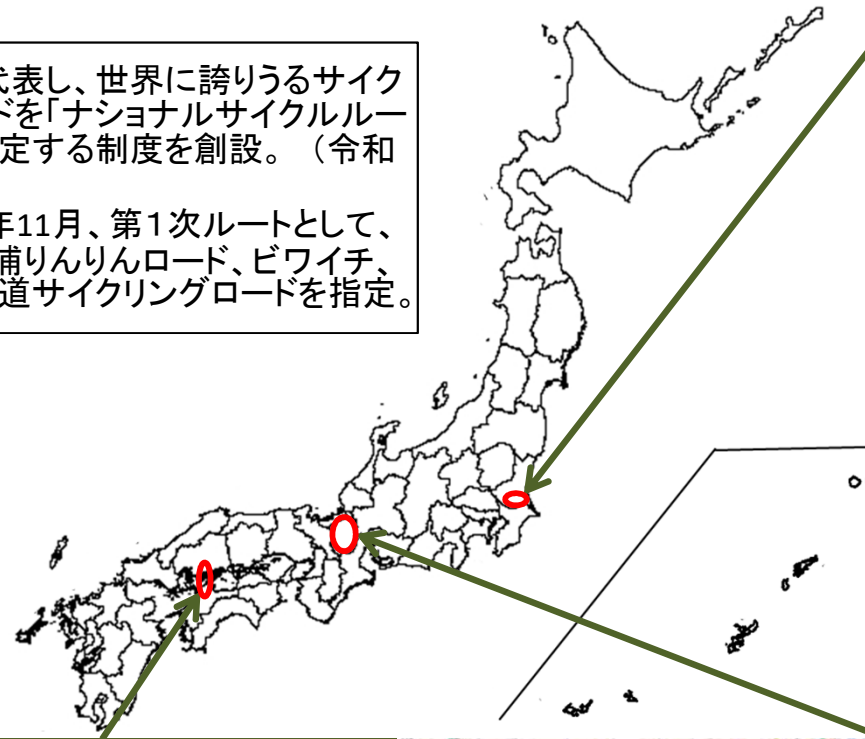 代表し、世界に誇りうるサイク
ドを「ナショナルサイクルルー
定する制度を創設。（令和
年11月、第１次ルートとして、
浦りんりんロード、ビワイチ、
道サイクリングロードを指定。